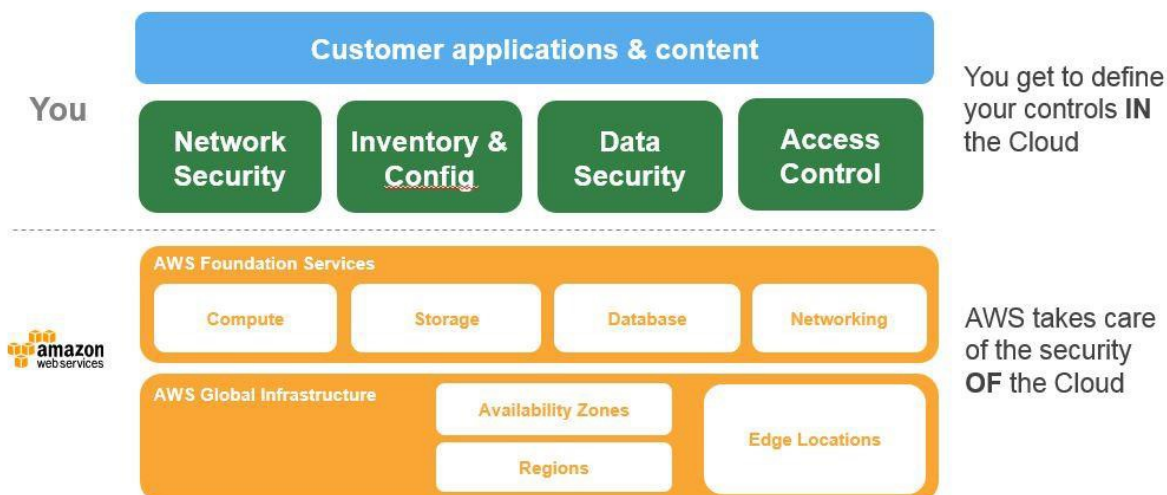 Customer applications & content
You
Network
Security
Inventory &
Config
Data
Security
Access
Control
You get to define
your controls IN
the Cloud
AWS Foundation Services
Compute
Storage
Database
Networking
amazon
webservices
AWS Global Infrastructure
Availability Zones
Regions
Edge Locations
AWS takes care
of the security
OF the Cloud